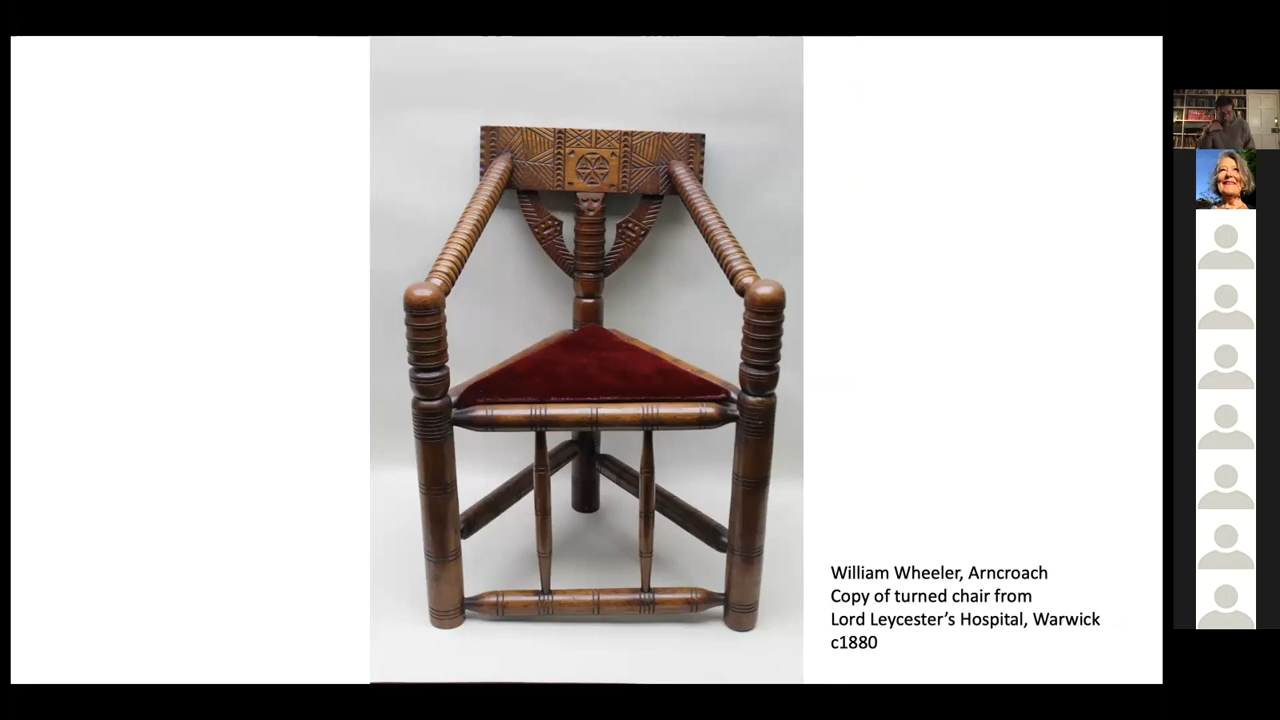 William Wheeler, Arncroach
Copy of turned chair from
Lord Leycester’s Hospital, Warwick
c1880